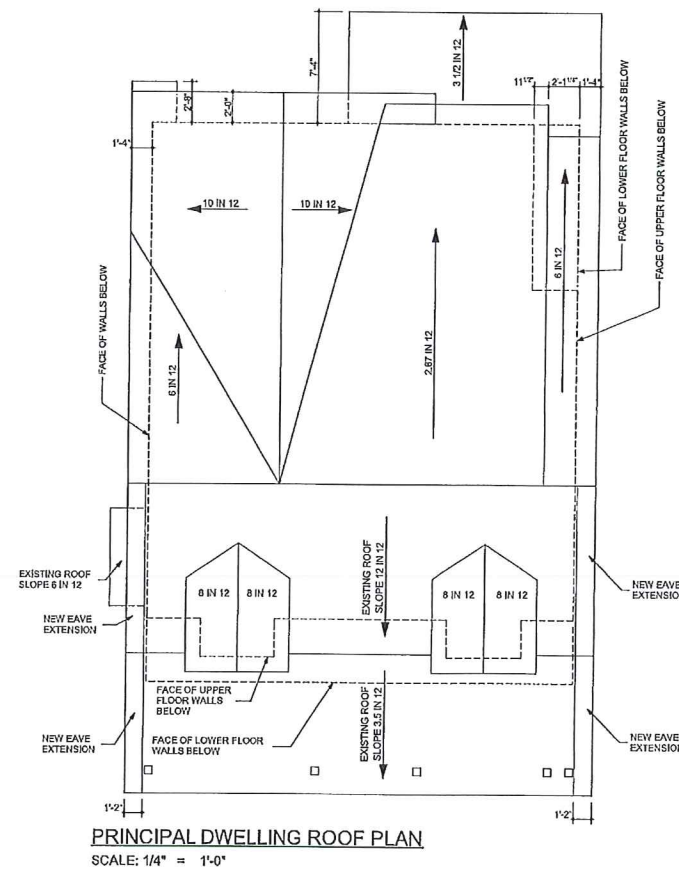 7'-4"
3 1/2 IN 12
11 1/2"
2'-1 1/4"
1'-4"
2'-8"
2'-0"
1'-4"
FACE OF LOWER FLOOR WALLS BELOW
FACE OF UPPER FLOOR WALLS BELOW
10 IN 12
10 IN 12
6 IN 12
2.87 IN 12
FACE OF WALLS BELOW
6 IN 12
EXISTING ROOF
SLOPE 6 IN 12
EXISTING ROOF
SLOPE 12 IN 12
8 IN 12
8 IN 12
8 IN 12
8 IN 12
NEW EAVE
EXTENSION
NEW EAVE
EXTENSION
FACE OF UPPER
FLOOR WALLS
BELOW
FACE OF LOWER FLOOR
WALLS BELOW
EXISTING ROOF
SLOPE 3.5 IN 12
NEW EAVE
EXTENSION
NEW EAVE
EXTENSION
1'-2"
1'-2"
PRINCIPAL DWELLING ROOF PLAN
SCALE: 1/4" = 1'-0"